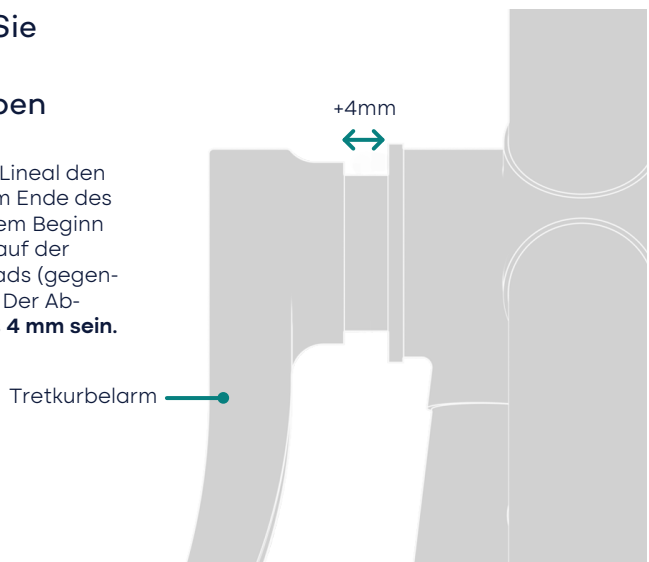 Sie
ben
+4mm
Lineal den
m Ende des
em Beginn
auf der
ads (gegen-
Der Ab-
4 mm sein.
Tretkurbelarm